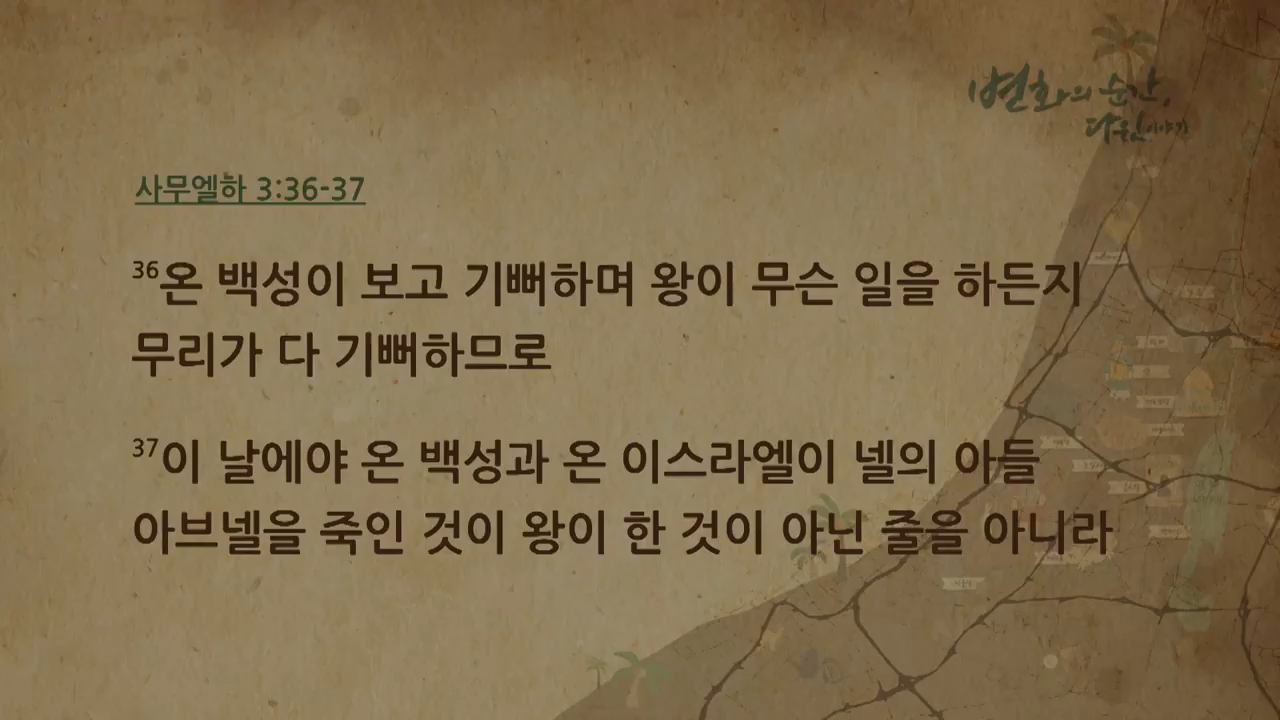 변화의 순간,
다윗이야기
사무엘하 3:36-37
36온 백성이 보고 기뻐하며 왕이 무슨 일을 하든지
무리가 다 기뻐하므로
37이 날에야 온 백성과 온 이스라엘이 넬의 아들
아브넬을 죽인 것이 왕이 한 것이 아닌 줄을 아니라